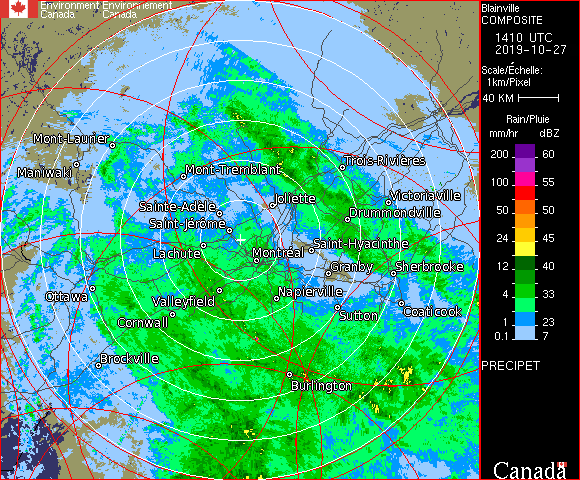 Environment Environnement
Canada Canada
Blainville
COMPOSITE
1410 UTC
2019-10-27
Scale/Échelle:
1km/Pixel
40 KM
Rain/Pluie
mm/hr dBZ
200 60
100 55
50 50
24 45
12 40
4 33
1 23
0.1 7
PRECIPET
Canada
Mont-Laurier
Maniwaki
Mont-Tremblant
Trois-Rivières
Sainte-Adèle
Joliette
Victoriaville
Saint-Jérôme
Drummondville
Lachute
Montréal
Saint-Hyacinthe
Granby
Sherbrooke
Ottawa
Valleyfield
Napierville
Cornwall
Sutton
Coaticook
Brockville
Burlington